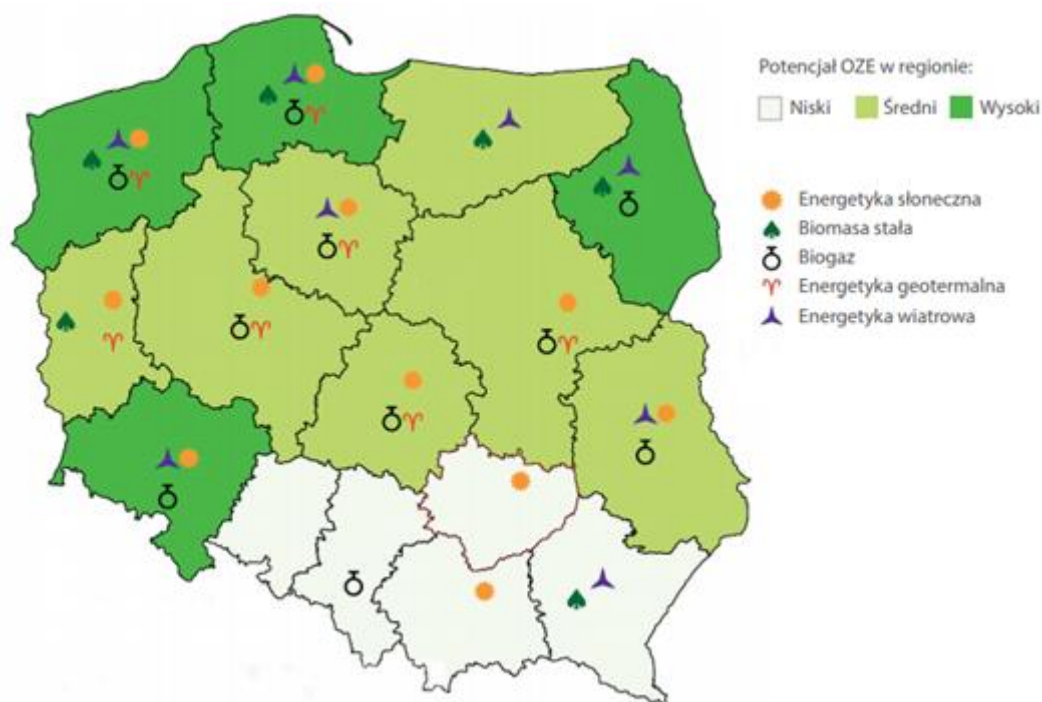 Potencjał OZE w regionie:
Niski Średni Wysoki
Energetyka słoneczna
Biomasa stała
Biogaz
Energetyka geotermalna
Energetyka wiatrowa